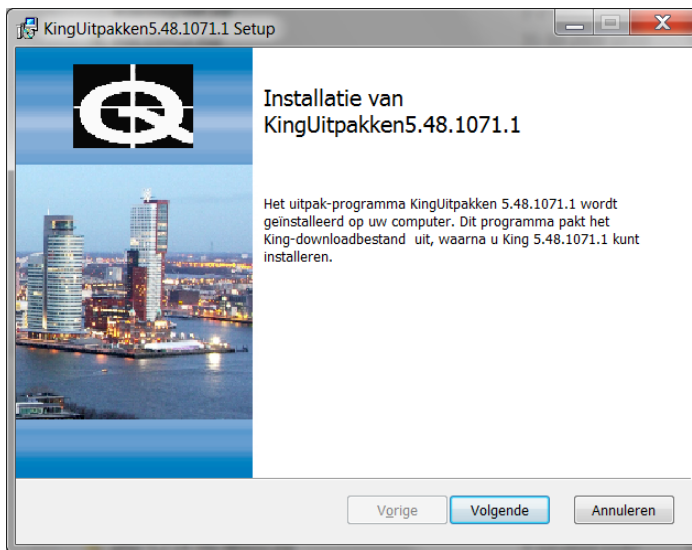 KingUitpakken5.48.1071.1 Setup
Installatie van
KingUitpakken5.48.1071.1
Het uitpak-programma KingUitpakken 5.48.1071.1 wordt
geïnstalleerd op uw computer. Dit programma pakt het
King-downloadbestand  uit, waarna u King 5.48.1071.1 kunt
installeren.
Vorige
Volgende
Annuleren